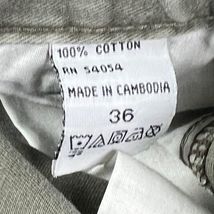 100% COTTON
RN 54054
MADE IN CAMBODIA
36